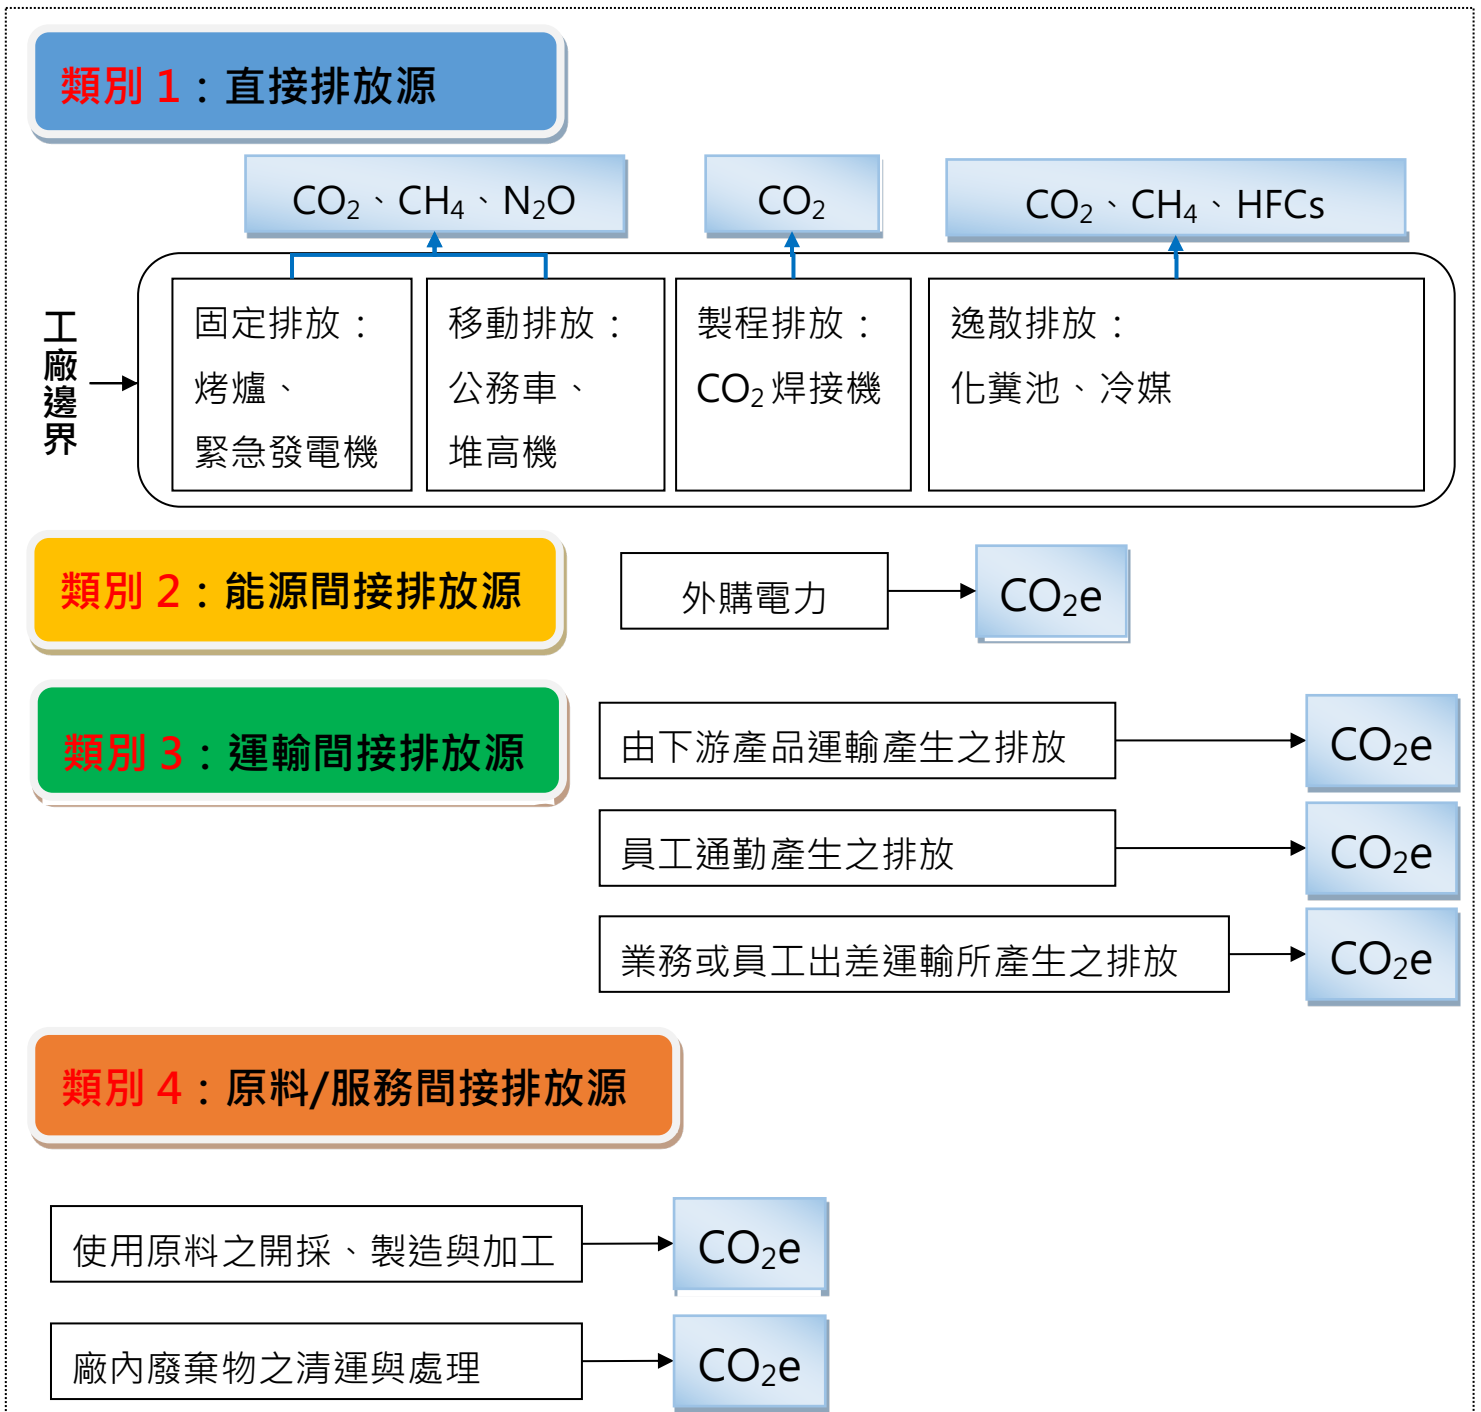 類別 1：直接排放源
CO₂、CH₄、N₂O
CO₂
CO₂、CH₄、HFCs
工廠邊界
固定排放：
烤爐、
緊急發電機
移動排放：
公務車、
堆高機
製程排放：
CO₂ 焊接機
逸散排放：
化糞池、冷媒
類別 2：能源間接排放源
外購電力
CO₂e
類別 3：運輸間接排放源
由下游產品運輸產生之排放
CO₂e
員工通勤產生之排放
CO₂e
業務或員工出差運輸所產生之排放
CO₂e
類別 4：原料/服務間接排放源
使用原料之開採、製造與加工
CO₂e
廠內廢棄物之清運與處理
CO₂e